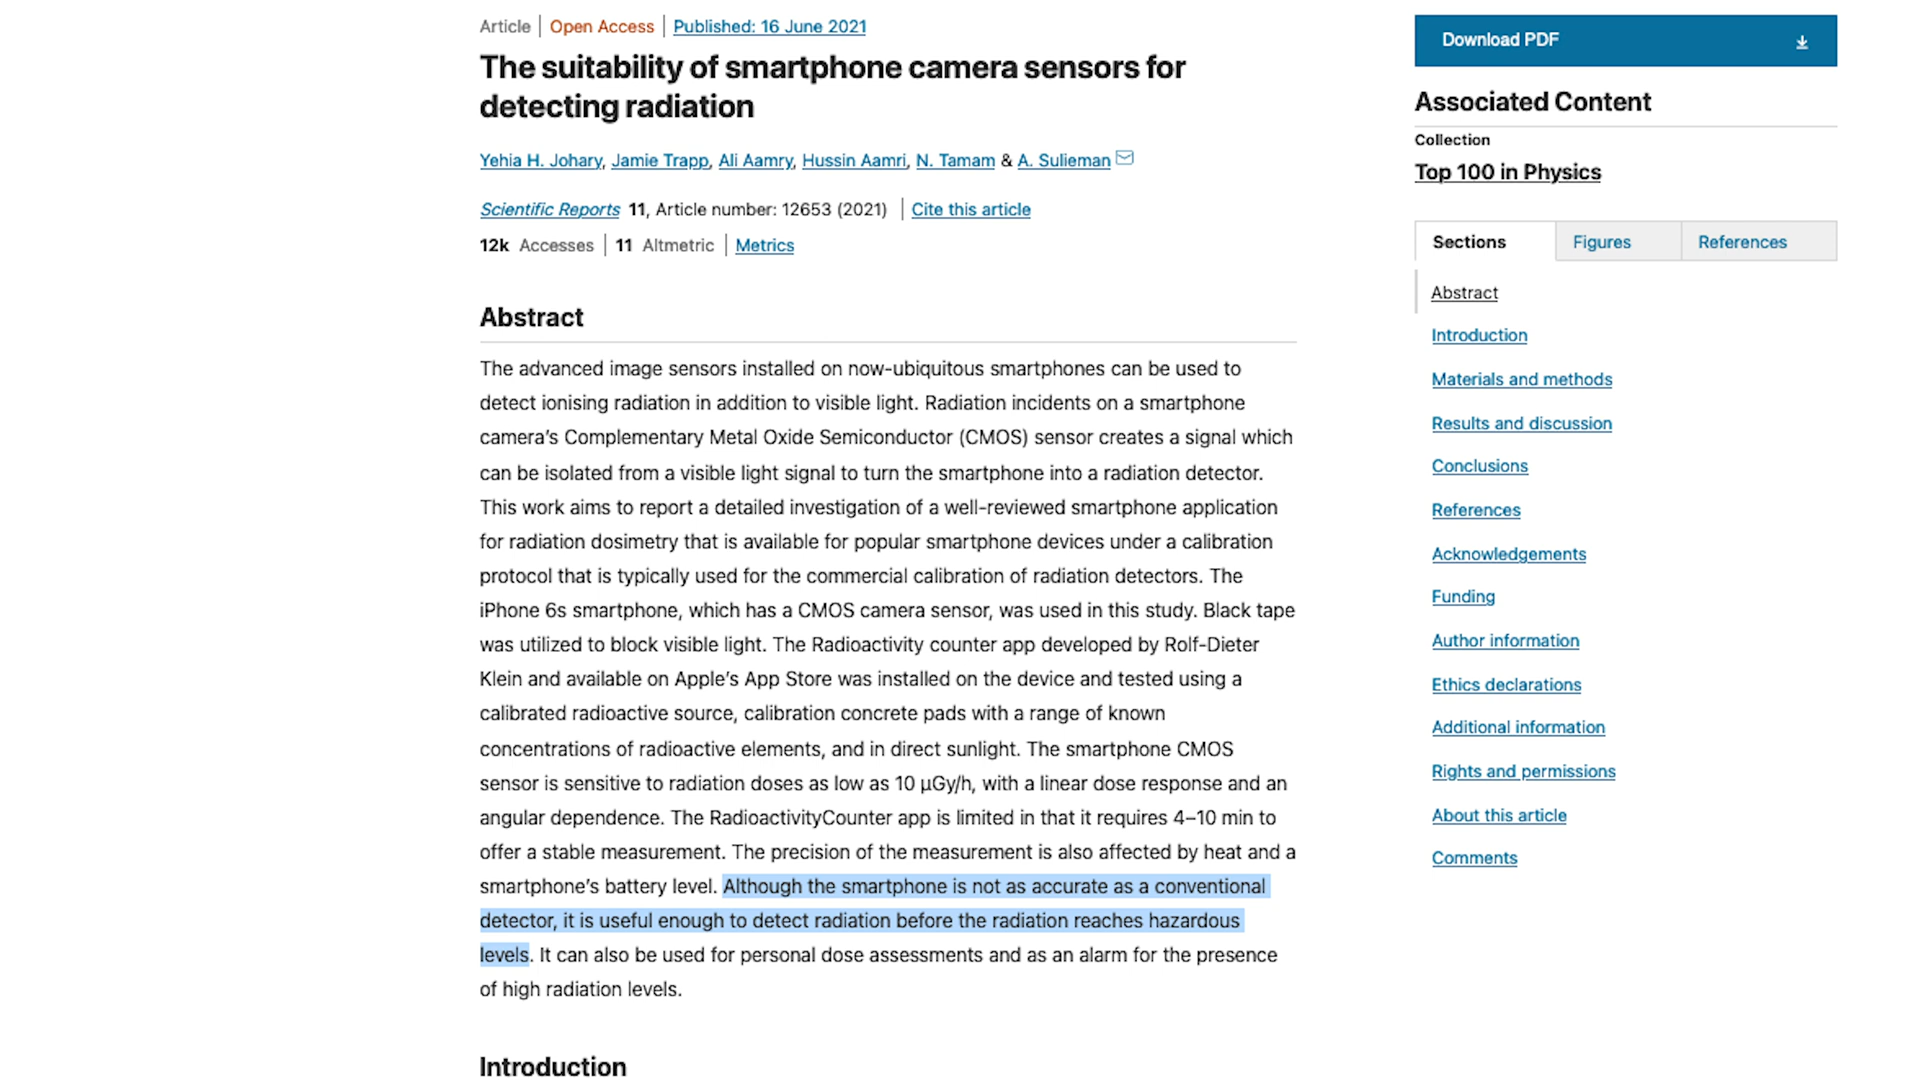 Article | Open Access | Published: 16 June 2021
The suitability of smartphone camera sensors for
detecting radiation
Yehia H. Johary, Jamie Trapp, Ali Aamry, Hussin Aamri, N. Tamam & A. Sulieman
Scientific Reports 11, Article number: 12653 (2021) | Cite this article
12k Accesses | 11 Altmetric | Metrics
Abstract
The advanced image sensors installed on now-ubiquitous smartphones can be used to
detect ionising radiation in addition to visible light. Radiation incidents on a smartphone
camera's Complementary Metal Oxide Semiconductor (CMOS) sensor creates a signal which
can be isolated from a visible light signal to turn the smartphone into a radiation detector.
This work aims to report a detailed investigation of a well-reviewed smartphone application
for radiation dosimetry that is available for popular smartphone devices under a calibration
protocol that is typically used for the commercial calibration of radiation detectors. The
iPhone 6s smartphone, which has a CMOS camera sensor, was used in this study. Black tape
was utilized to block visible light. The Radioactivity counter app developed by Rolf-Dieter
Klein and available on Apple's App Store was installed on the device and tested using a
calibrated radioactive source, calibration concrete pads with a range of known
concentrations of radioactive elements, and in direct sunlight. The smartphone CMOS
sensor is sensitive to radiation doses as low as 10 µGy/h, with a linear dose response and an
angular dependence. The RadioactivityCounter app is limited in that it requires 4–10 min to
offer a stable measurement. The precision of the measurement is also affected by heat and a
smartphone's battery level. Although the smartphone is not as accurate as a conventional
detector, it is useful enough to detect radiation before the radiation reaches hazardous
levels. It can also be used for personal dose assessments and as an alarm for the presence
of high radiation levels.
Introduction
Download PDF
Associated Content
Collection
Top 100 in Physics
Sections Figures References
Abstract
Introduction
Materials and methods
Results and discussion
Conclusions
References
Acknowledgements
Funding
Author information
Ethics declarations
Additional information
Rights and permissions
About this article
Comments